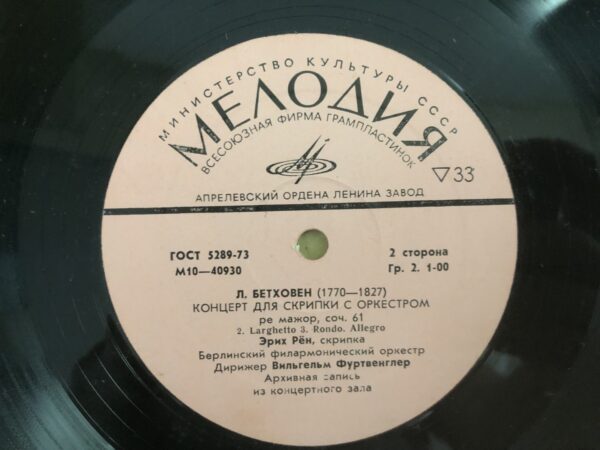 МИНИСТЕРСТВО КУЛЬТУРЫ СССР
МЕЛОДИЯ
ВСЕСОЮЗНАЯ ФИРМА ГРАМПЛАСТИНОК
▽33
АПРЕЛЕВСКИЙ ОРДЕНА ЛЕНИНА ЗАВОД
ГОСТ 5289-73
М10—40930
2 сторона
Гр. 2. 1-00
Л. БЕТХОВЕН (1770—1827)
КОНЦЕРТ ДЛЯ СКРИПКИ С ОРКЕСТРОМ
ре мажор, соч. 61
2. Larghetto 3. Rondo. Allegro
Эрих Рён, скрипка
Берлинский филармонический оркестр
Дирижер Вильгельм Фуртвенглер
Архивная запись
из концертного зала